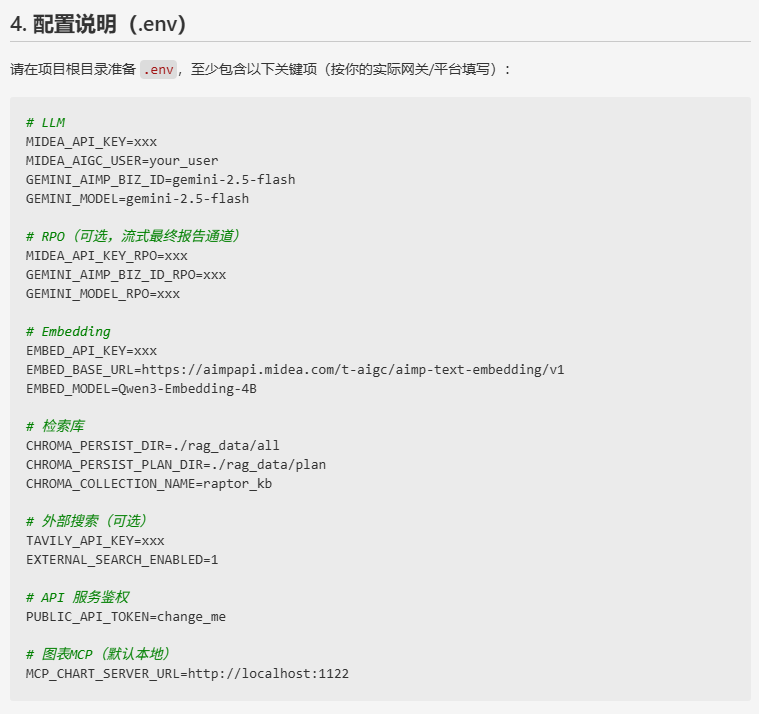 4. 配置说明（.env）
请在项目根目录准备 .env，至少包含以下关键项（按你的实际网关/平台填写）：
# LLM
MIDEA_API_KEY=xxx
MIDEA_AIGC_USER=your_user
GEMINI_AIMP_BIZ_ID=gemini-2.5-flash
GEMINI_MODEL=gemini-2.5-flash
# RPO（可选，流式最终报告通道）
MIDEA_API_KEY_RPO=xxx
GEMINI_AIMP_BIZ_ID_RPO=xxx
GEMINI_MODEL_RPO=xxx
# Embedding
EMBED_API_KEY=xxx
EMBED_BASE_URL=https://aimpapi.midea.com/t-aigc/aimp-text-embedding/v1
EMBED_MODEL=Qwen3-Embedding-4B
# 检索库
CHROMA_PERSIST_DIR=./rag_data/all
CHROMA_PERSIST_PLAN_DIR=./rag_data/plan
CHROMA_COLLECTION_NAME=raptor_kb
# 外部搜索（可选）
TAVILY_API_KEY=xxx
EXTERNAL_SEARCH_ENABLED=1
# API 服务鉴权
PUBLIC_API_TOKEN=change_me
# 图表MCP（默认本地）
MCP_CHART_SERVER_URL=http://localhost:1122